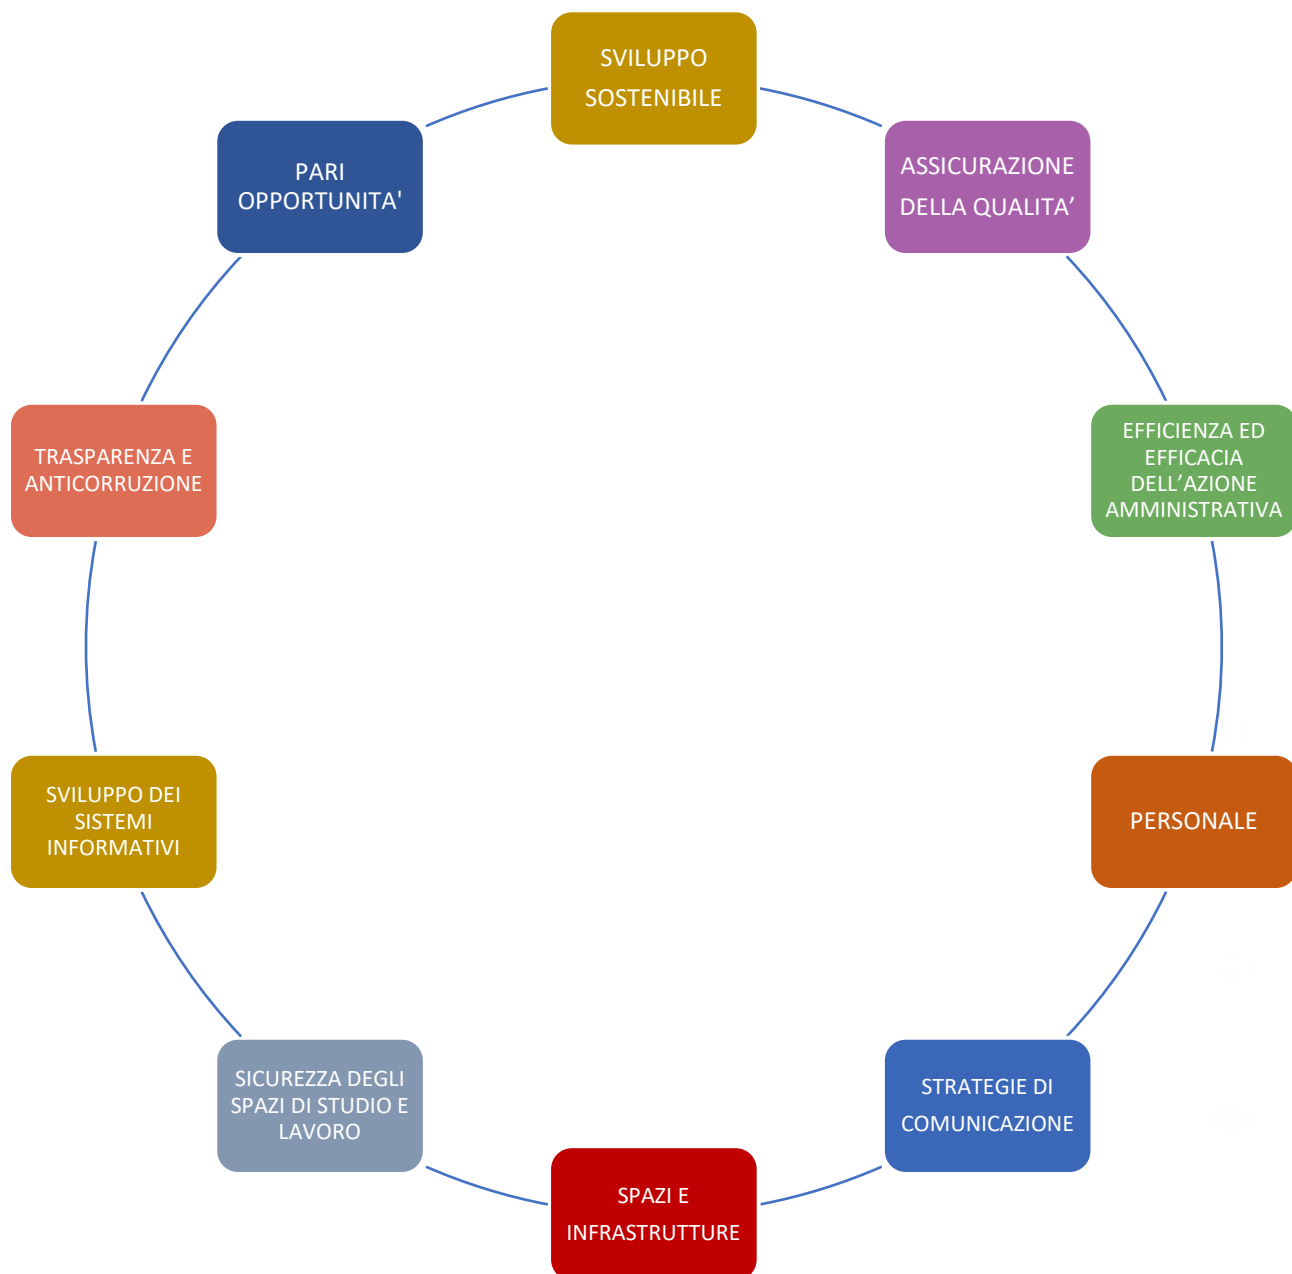 SVILUPPO
SOSTENIBILE
ASSICURAZIONE
DELLA QUALITA’
EFFICIENZA ED
EFFICACIA
DELL’AZIONE
AMMINISTRATIVA
PERSONALE
STRATEGIE DI
COMUNICAZIONE
SPAZI E
INFRASTRUTTURE
SICUREZZA DEGLI
SPAZI DI STUDIO E
LAVORO
SVILUPPO DEI
SISTEMI
INFORMATIVI
TRASPARENZA E
ANTICORRUZIONE
PARI
OPPORTUNITA'